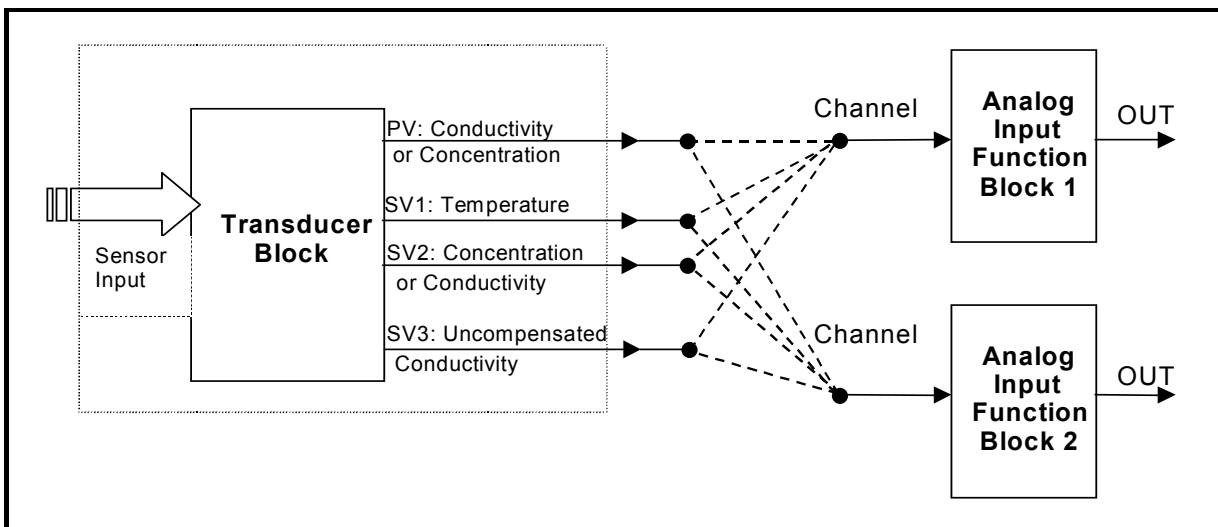 Sensor
Input
Transducer
Block
PV: Conductivity
or Concentration
SV1: Temperature
SV2: Concentration
or Conductivity
SV3: Uncompensated
Conductivity
Channel
Analog
Input
Function
Block 1
OUT
Channel
Analog
Input
Function
Block 2
OUT